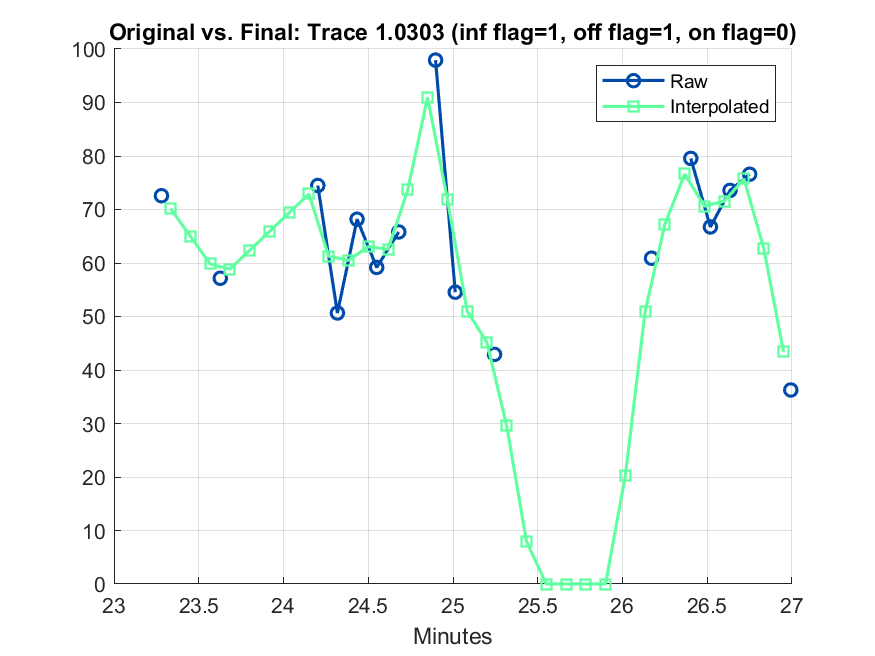 Original vs. Final: Trace 1.0303 (inf flag=1, off flag=1, on flag=0)
100
90
80
70
60
50
40
30
20
10
0
Raw
Interpolated
23 23.5 24 24.5 25 25.5 26 26.5 27
Minutes